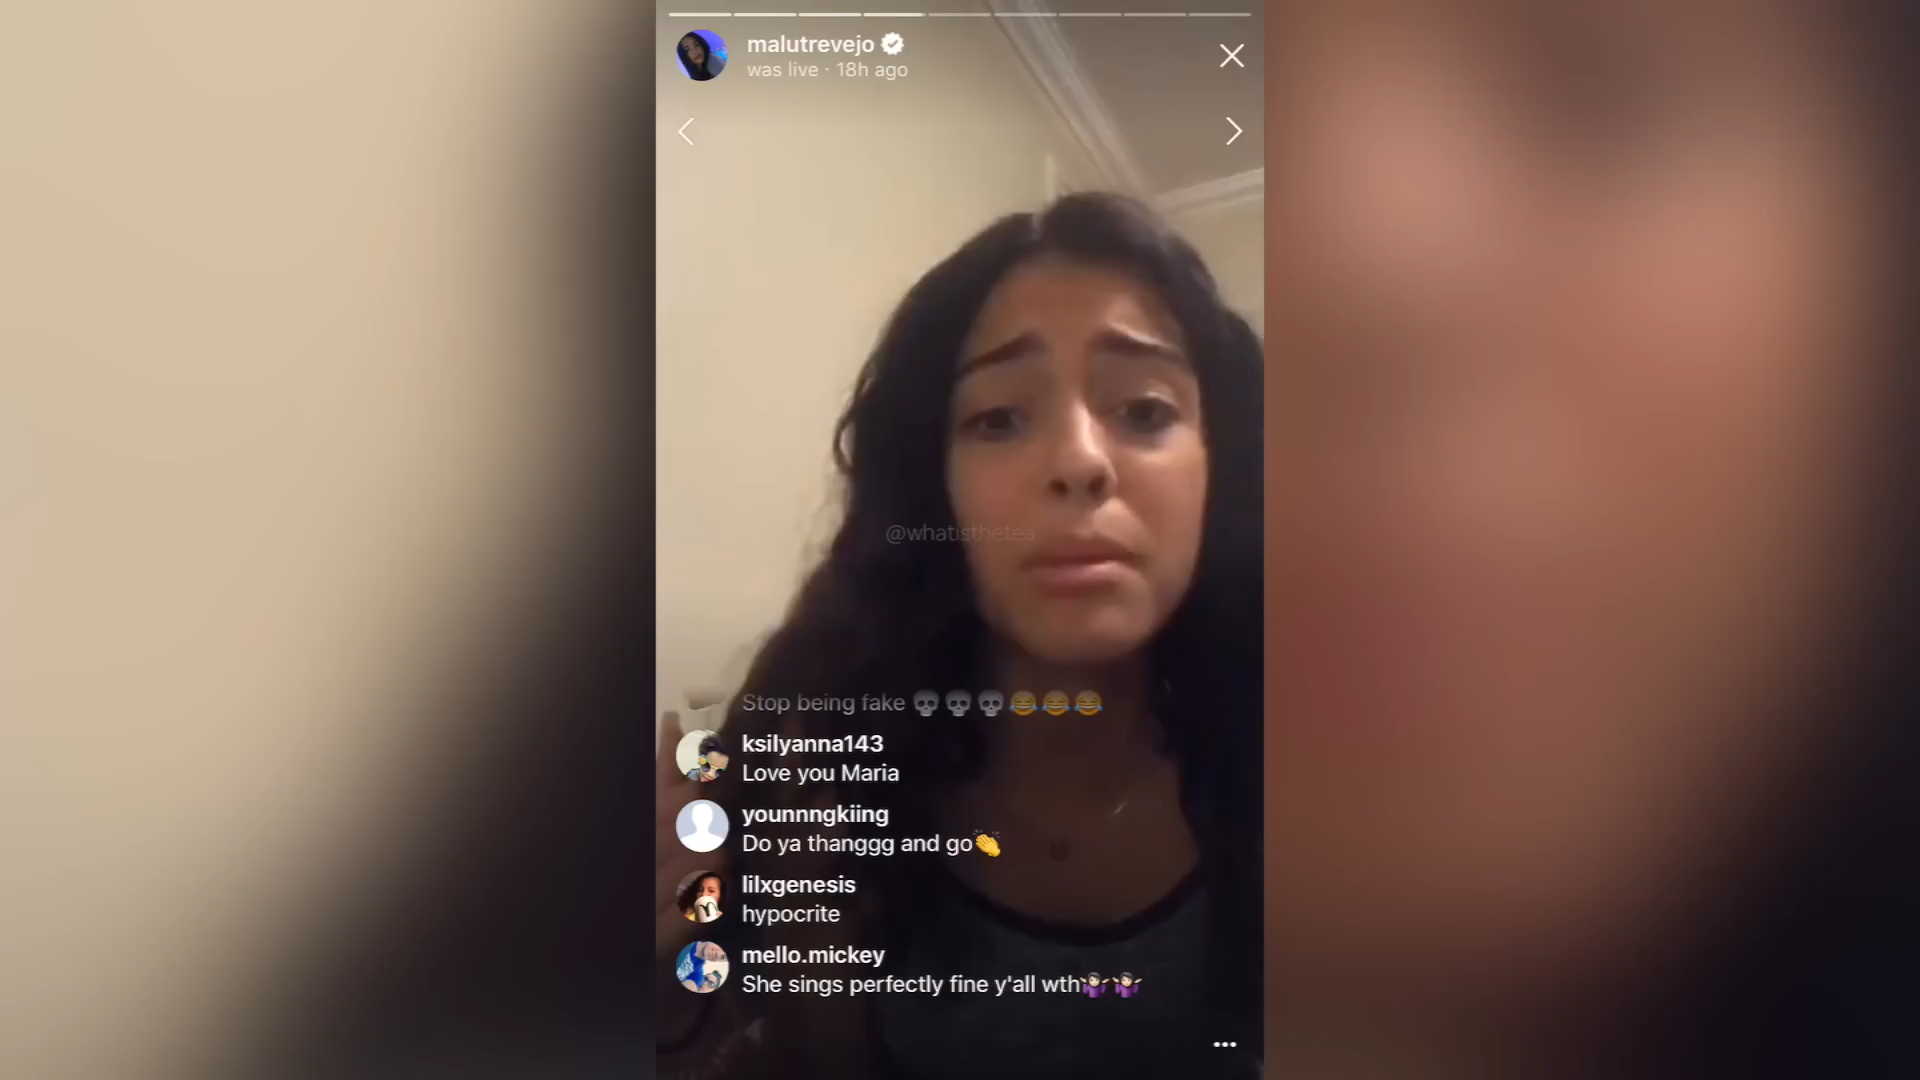 malutrevejo
was live · 18h ago
@whatisthetea
Stop being fake 💀💀💀😂😂😂
ksilyanna143
Love you Maria
younnngkiing
Do ya thanggg and go👏
lilxgenesis
hypocrite
mello.mickey
She sings perfectly fine y'all wth🤷🏻‍♀️🤷🏻‍♀️